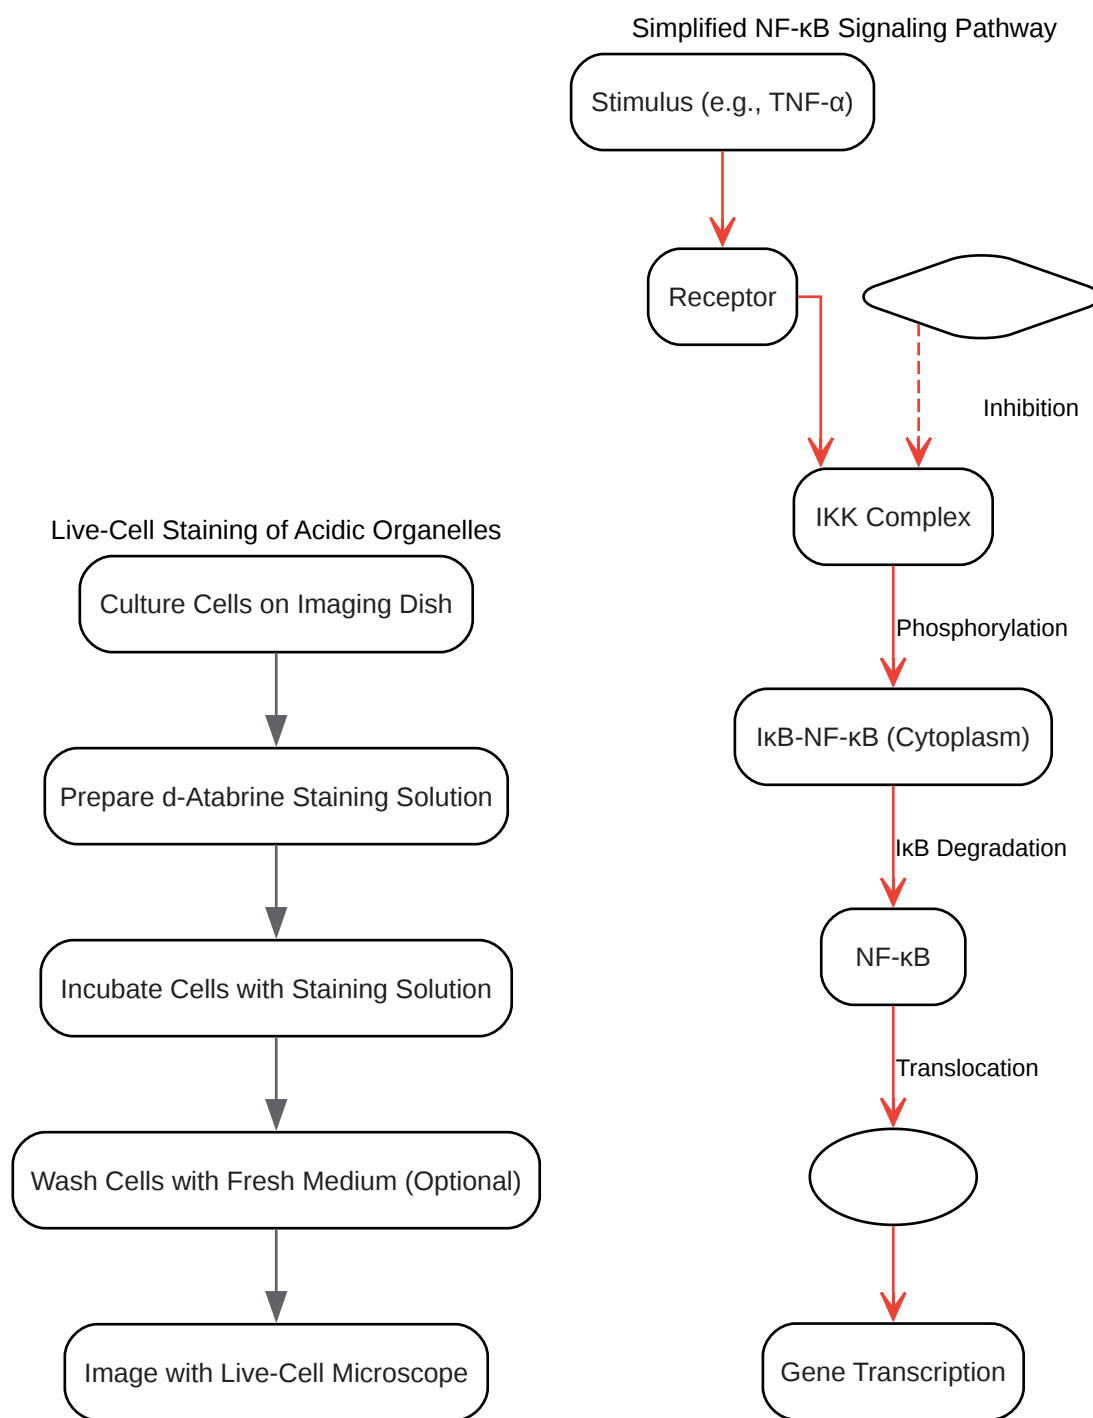 Simplified NF-κB Signaling Pathway
Stimulus (e.g., TNF-α)
Receptor
Inhibition
IKK Complex
Phosphorylation
IκB-NF-κB (Cytoplasm)
IκB Degradation
NF-κB
Translocation
Gene Transcription
Live-Cell Staining of Acidic Organelles
Culture Cells on Imaging Dish
Prepare d-Atabrine Staining Solution
Incubate Cells with Staining Solution
Wash Cells with Fresh Medium (Optional)
Image with Live-Cell Microscope